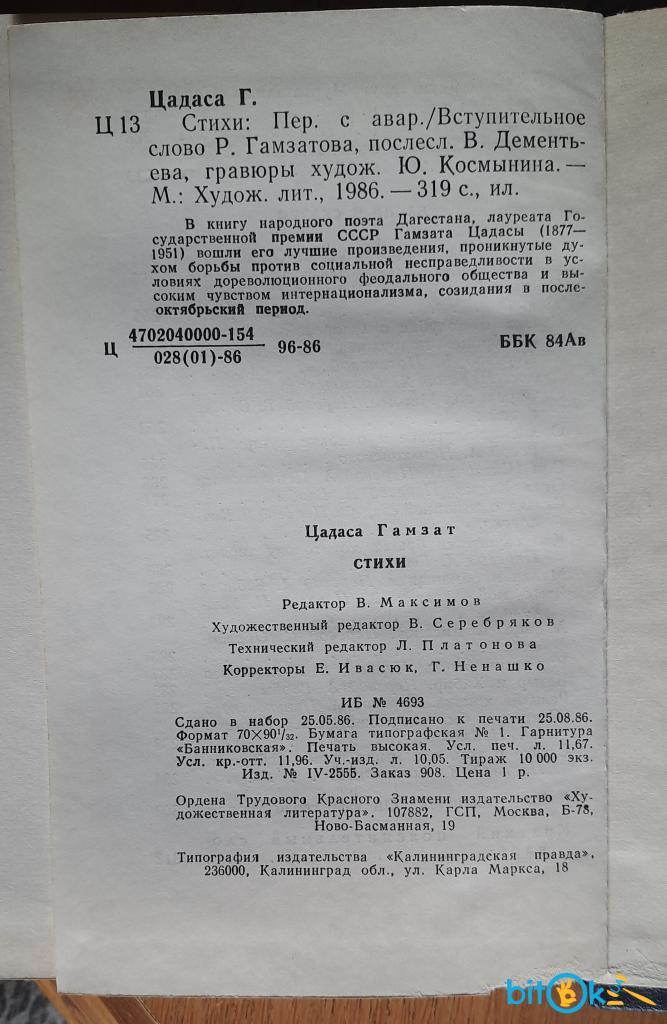 Цадаса Г.
Ц 13 Стихи: Пер. с авар./Вступительное
слово Р. Гамзатова, послесл. В. Дементь-
ева, гравюры худож. Ю. Космынина. —
М.: Худож. лит., 1986. — 319 с., ил.
В книгу народного поэта Дагестана, лауреата Го-
сударственной премии СССР Гамзата Цадасы (1877—
1951) вошли его лучшие произведения, проникнутые ду-
хом борьбы против социальной несправедливости в ус-
ловиях дореволюционного феодального общества и вы-
соким чувством интернационализма, созидания в после-
октябрьский период.
Ц 4702040000-154 96-86 ББК 84Ав
028(01)-86
Цадаса Гамзат
СТИХИ
Редактор В. Максимов
Художественный редактор В. Серебряков
Технический редактор Л. Платонова
Корректоры Е. Ивасюк, Г. Ненашко
ИБ № 4693
Сдано в набор 25.05.86. Подписано к печати 25.08.86.
Формат 70×90¹/₃₂. Бумага типографская № 1. Гарнитура
«Банниковская». Печать высокая. Усл. печ. л. 11,67.
Усл. кр.-отт. 11,96. Уч.-изд. л. 10,05. Тираж 10 000 экз.
Изд. № IV-2555. Заказ 908. Цена 1 р.
Ордена Трудового Красного Знамени издательство «Ху-
дожественная литература». 107882, ГСП, Москва, Б-78,
Ново-Басманная, 19
Типография издательства «Калининградская правда»,
236000, Калининград обл., ул. Карла Маркса, 18
bitOk